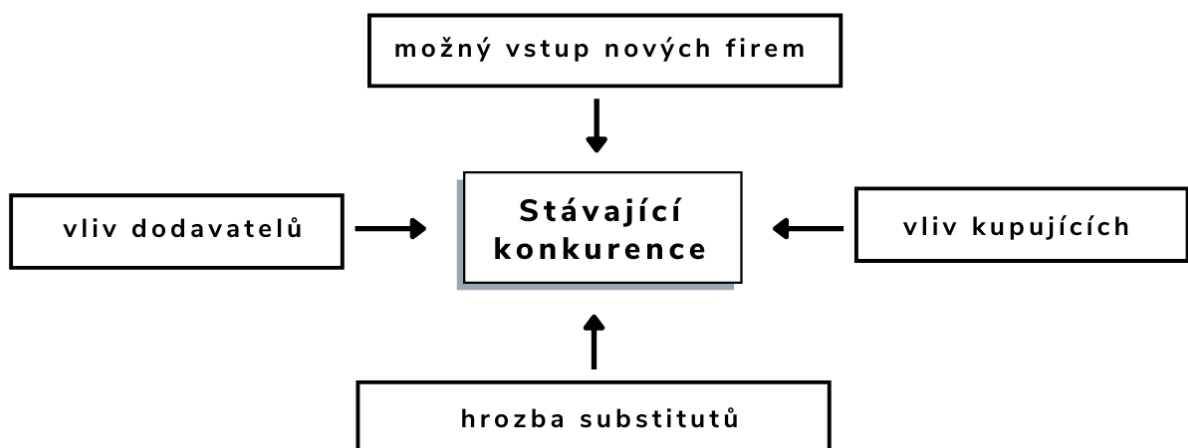 možný vstup nových firem
vliv dodavatelů
Stávající
konkurence
vliv kupujících
hrozba substitutů